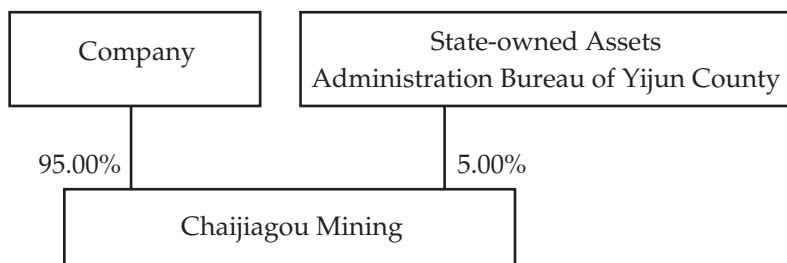 Company
State-owned Assets
Administration Bureau of Yijun County
95.00%
5.00%
Chaijiagou Mining